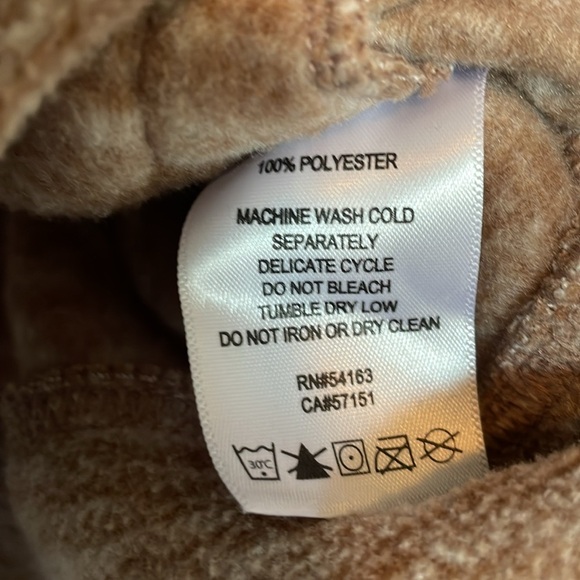 100% POLYESTER
MACHINE WASH COLD
SEPARATELY
DELICATE CYCLE
DO NOT BLEACH
TUMBLE DRY LOW
DO NOT IRON OR DRY CLEAN
RN#54163
CA#57151
30°C